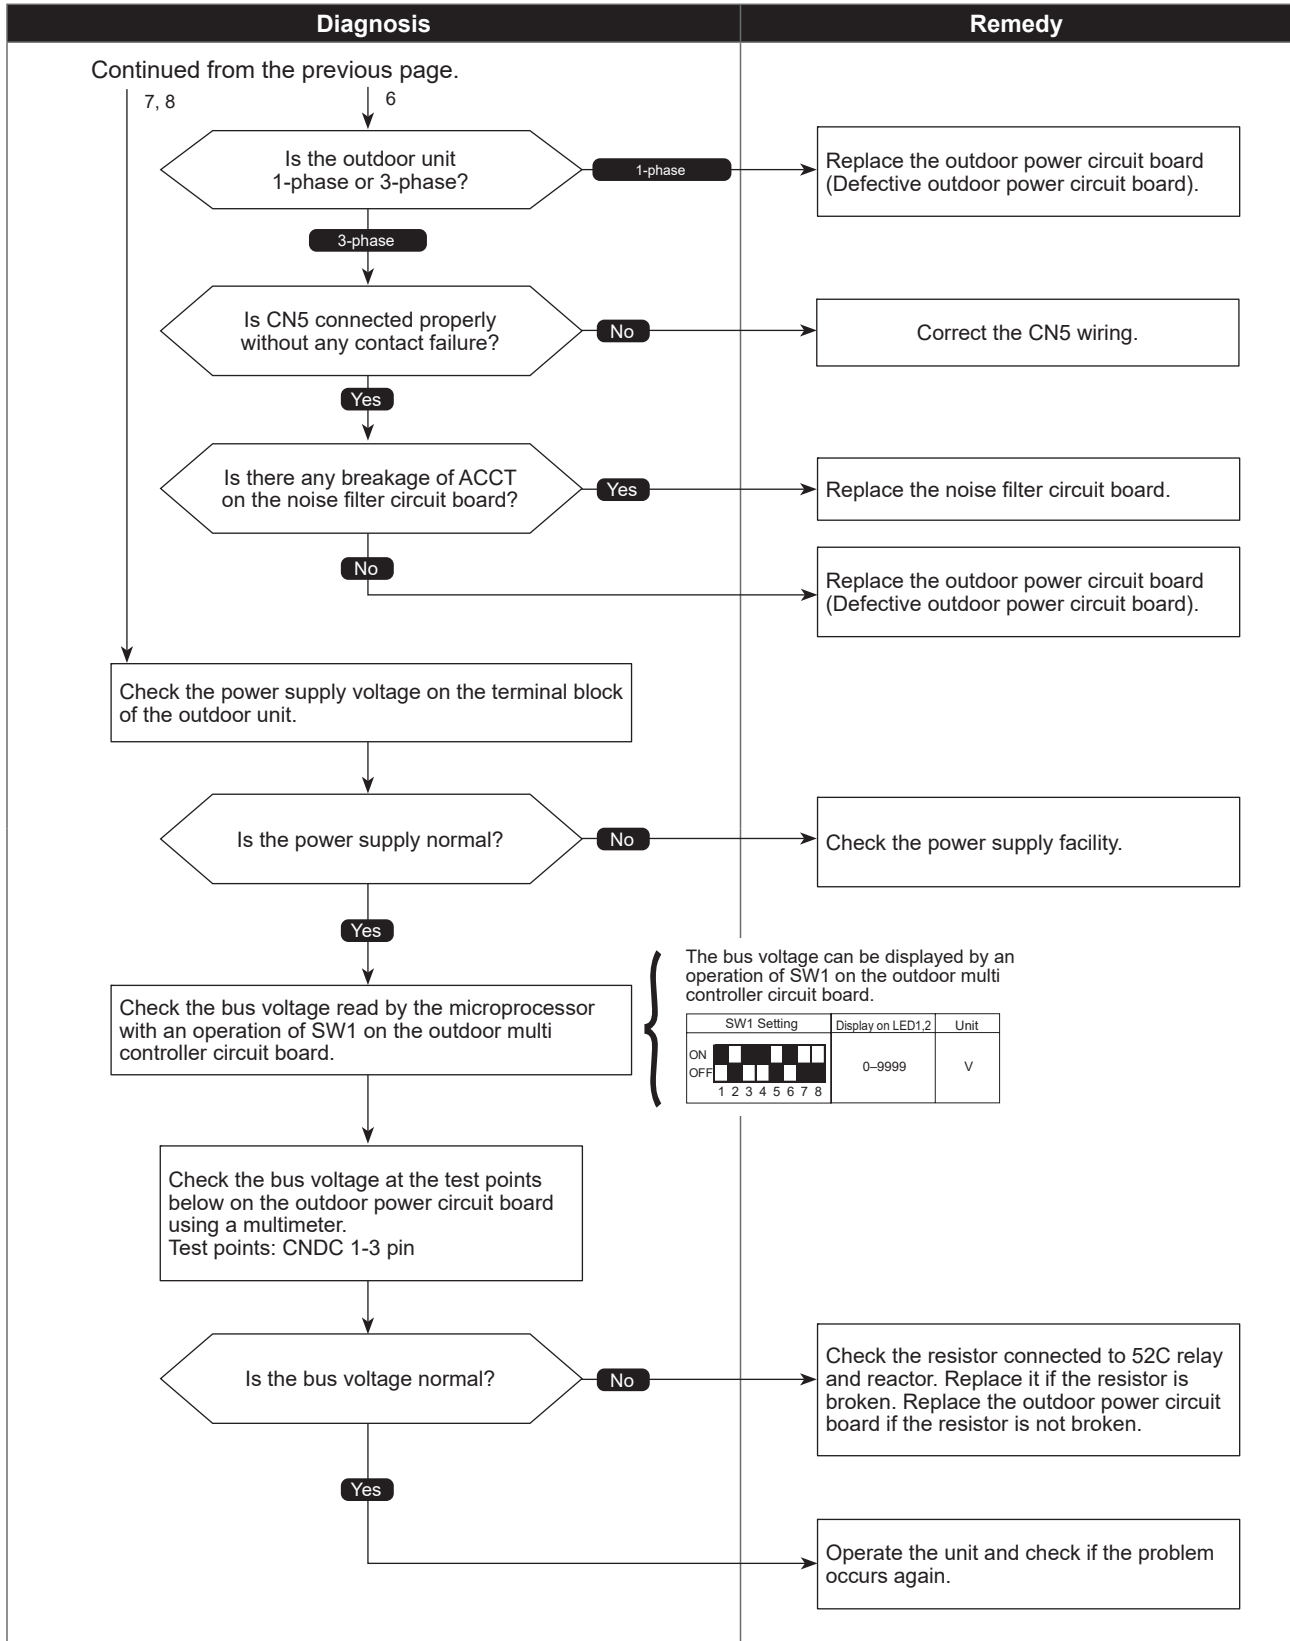 Diagnosis
Remedy
Continued from the previous page.
7, 8
6
Is the outdoor unit
1-phase or 3-phase?
1-phase
Replace the outdoor power circuit board
(Defective outdoor power circuit board).
3-phase
Is CN5 connected properly
without any contact failure?
No
Correct the CN5 wiring.
Yes
Is there any breakage of ACCT
on the noise filter circuit board?
Yes
Replace the noise filter circuit board.
No
Replace the outdoor power circuit board
(Defective outdoor power circuit board).
Check the power supply voltage on the terminal block
of the outdoor unit.
Is the power supply normal?
No
Check the power supply facility.
Yes
Check the bus voltage read by the microprocessor
with an operation of SW1 on the outdoor multi
controller circuit board.
The bus voltage can be displayed by an
operation of SW1 on the outdoor multi
controller circuit board.
SW1 Setting
Display on LED1,2
Unit
ON
OFF
1 2 3 4 5 6 7 8
0–9999
V
Check the bus voltage at the test points
below on the outdoor power circuit board
using a multimeter.
Test points: CNDC 1-3 pin
Is the bus voltage normal?
No
Check the resistor connected to 52C relay
and reactor. Replace it if the resistor is
broken. Replace the outdoor power circuit
board if the resistor is not broken.
Yes
Operate the unit and check if the problem
occurs again.